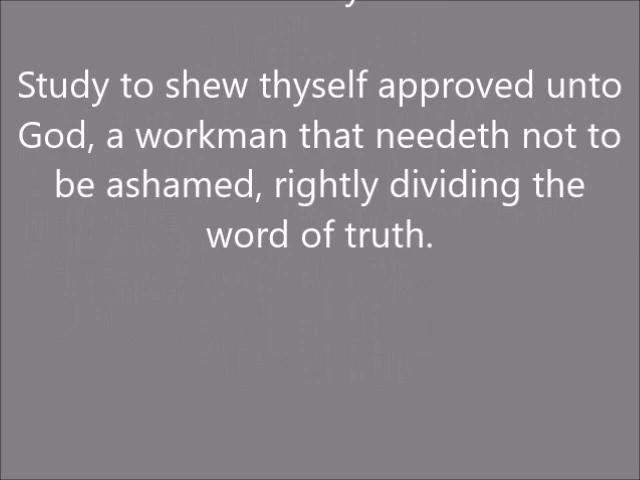 Study to shew thyself approved unto
God, a workman that needeth not to
be ashamed, rightly dividing the
word of truth.